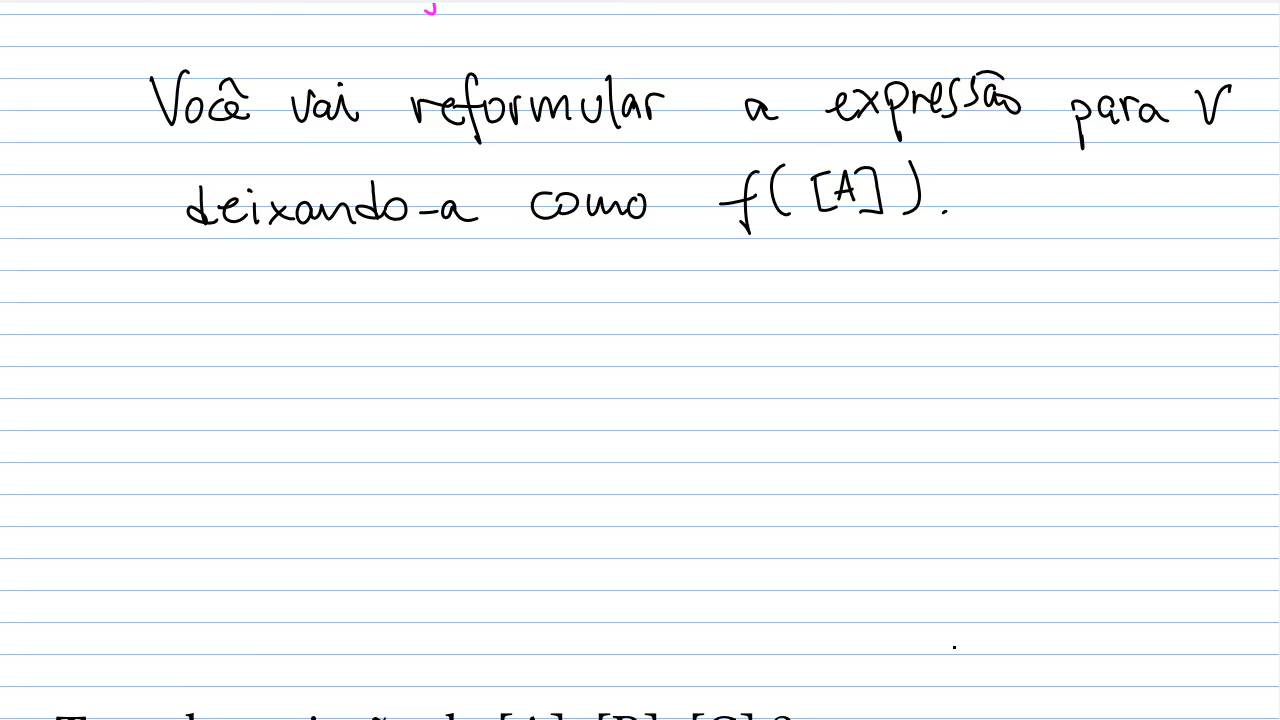 Você vai reformular a expressão para v
deixando-a como f([A]).